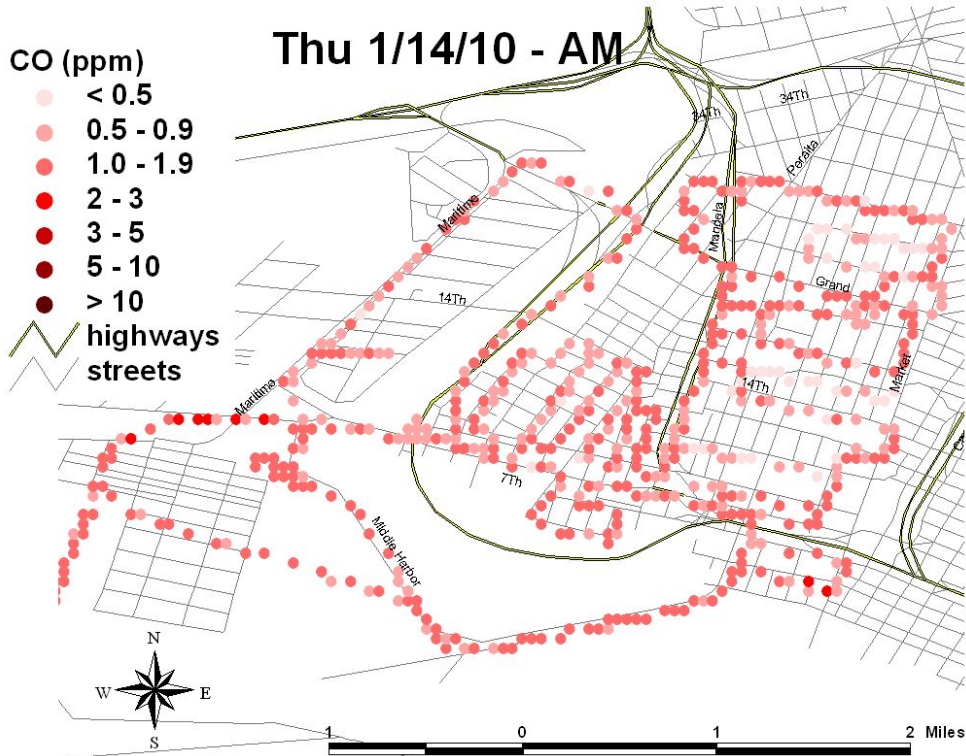 Thu 1/14/10 - AM
CO (ppm)
< 0.5
0.5 - 0.9
1.0 - 1.9
2 - 3
3 - 5
5 - 10
> 10
highways
streets
34Th
34Th
Peralta
Maritime
Mandela
Grand
14Th
Market
14Th
Maritime
7Th
Middle Harbor
N
W E
S
1 0 1 2 Miles